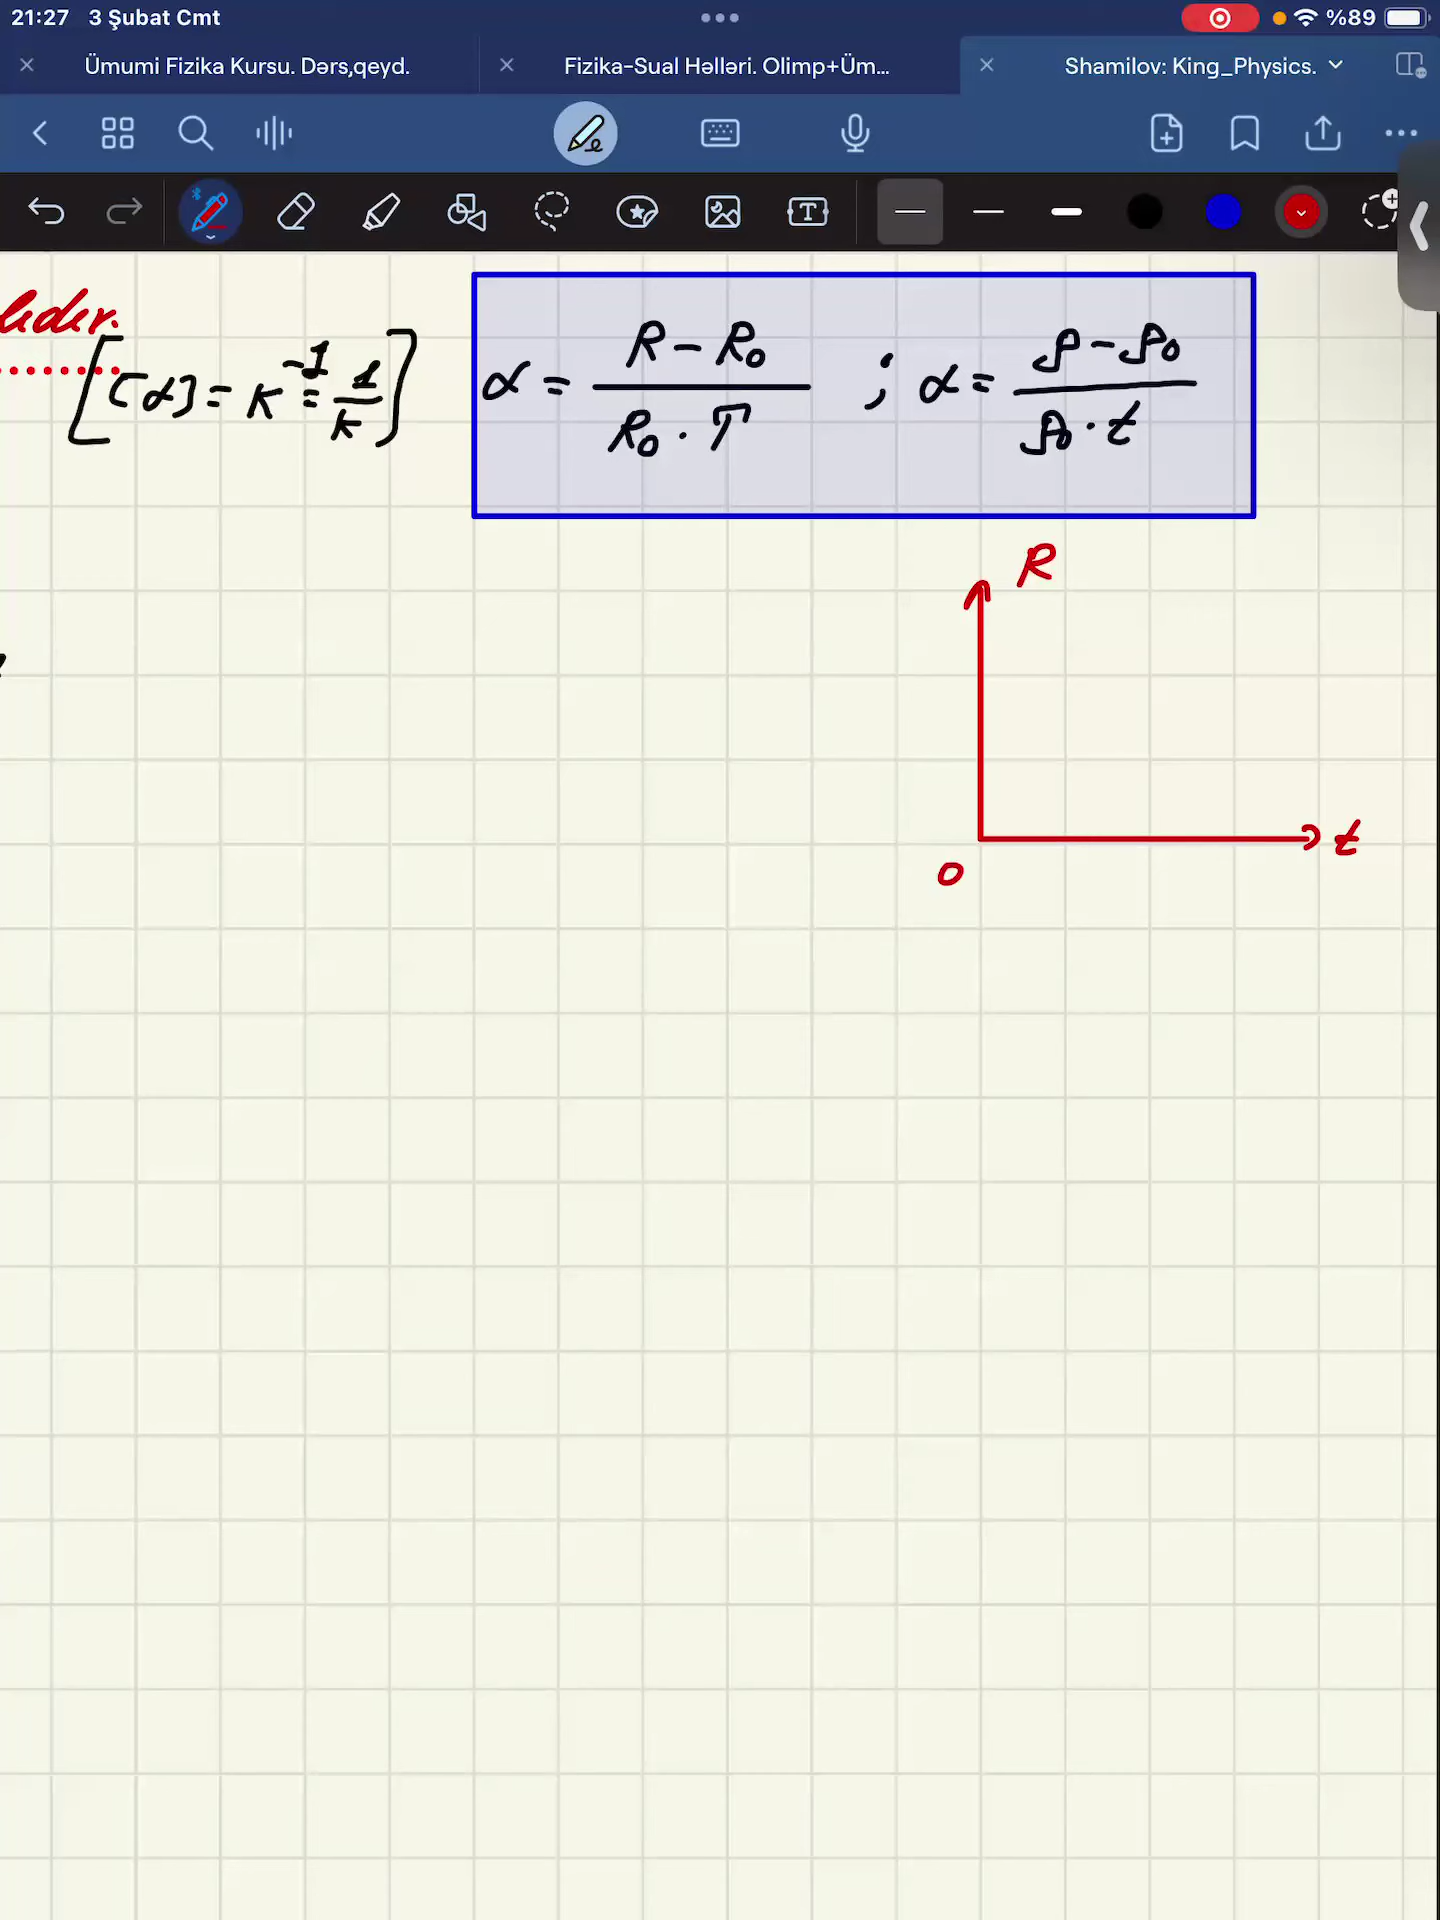 21:27 3 Şubat Cmt %89
Ümumi Fizika Kursu. Dərs,qeyd. Fizika-Sual Həlləri. Olimp+Üm... Shamilov: King_Physics.
[[α] = K⁻¹ = 1/K] α = (R - R₀)/(R₀ · T) ; α = (ρ - ρ₀)/(ρ₀ · t)
R
t
0